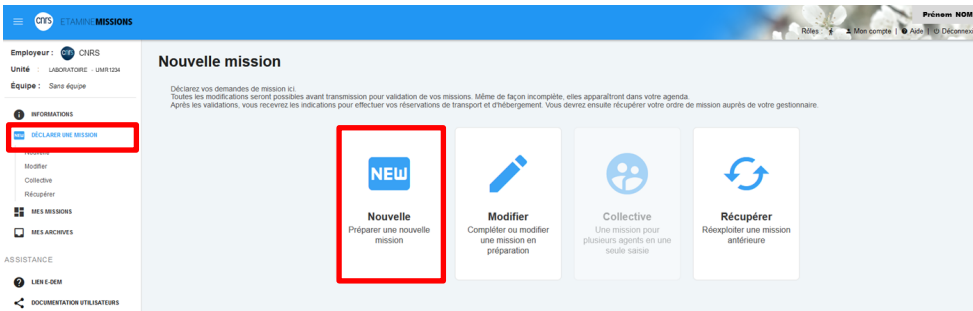 cnrs ETAMINE MISSIONS
Prénom NOM
Rôles : Mon compte | Aide | Déconnexi
Employeur : cnrs CNRS
Unité : LABORATOIRE - UMR1234
Équipe : Sans équipe
INFORMATIONS
NEW DÉCLARER UNE MISSION
Modifier
Collective
Récupérer
MES MISSIONS
MES ARCHIVES
ASSISTANCE
LIEN E-DEM
DOCUMENTATION UTILISATEURS
Nouvelle mission
Déclarez vos demandes de mission ici.
Toutes les modifications seront possibles avant transmission pour validation de vos missions. Même de façon incomplète, elles apparaîtront dans votre agenda.
Après les validations, vous recevrez les indications pour effectuer vos réservations de transport et d'hébergement. Vous devrez ensuite récupérer votre ordre de mission auprès de votre gestionnaire.
NEW
Nouvelle
Préparer une nouvelle
mission
Modifier
Compléter ou modifier
une mission en
préparation
Collective
Une mission pour
plusieurs agents en une
seule saisie
Récupérer
Réexploiter une mission
antérieure